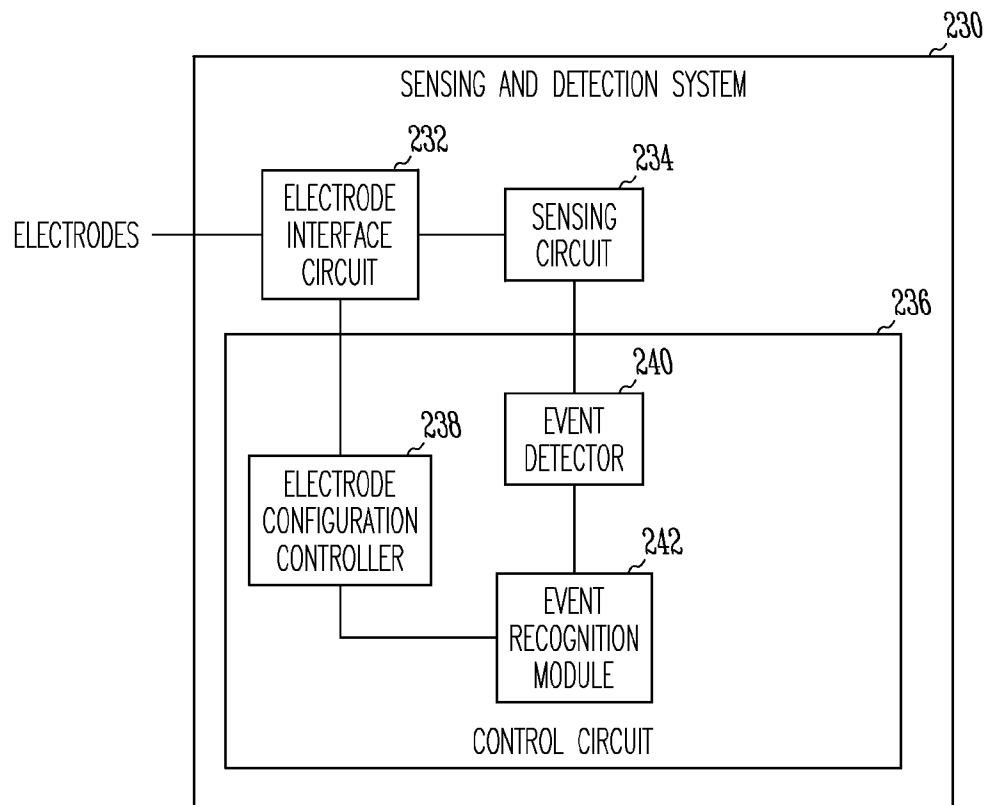 230
SENSING AND DETECTION SYSTEM
232
234
ELECTRODE
INTERFACE
CIRCUIT
SENSING
CIRCUIT
ELECTRODES
236
240
EVENT
DETECTOR
238
ELECTRODE
CONFIGURATION
CONTROLLER
242
EVENT
RECOGNITION
MODULE
CONTROL CIRCUIT